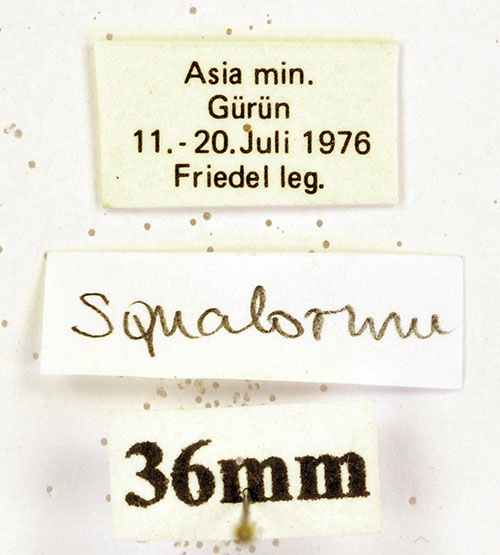 Asia min.
Gürün
11.-20.Juli 1976
Friedel leg.
Squalorum
36mm